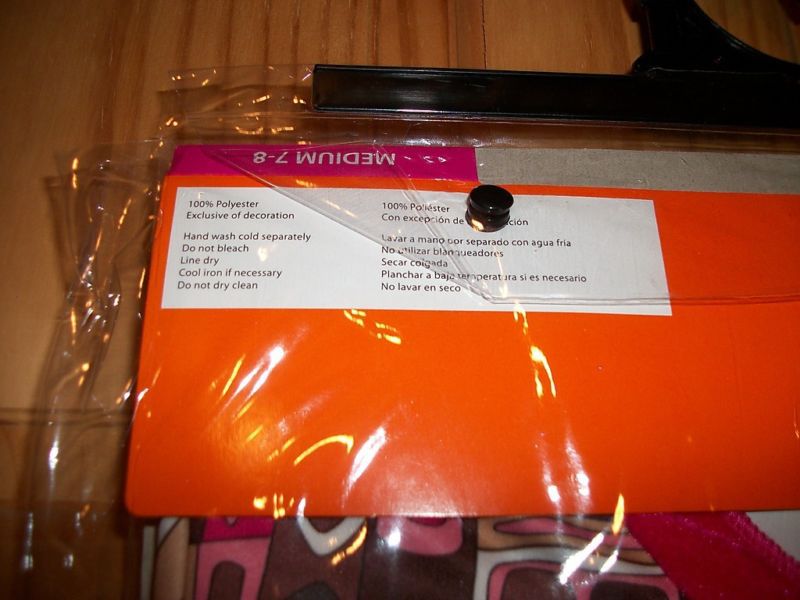 MEDIUM 7-8
100% Polyester
Exclusive of decoration
Hand wash cold separately
Do not bleach
Line dry
Cool iron if necessary
Do not dry clean
100% Poliéster
Con excepción de
Lavar a mano por separado con agua fria
No utilizar blanqueadores
Secar colgada
Planchar a baja temperatura si es necesario
No lavar en seco